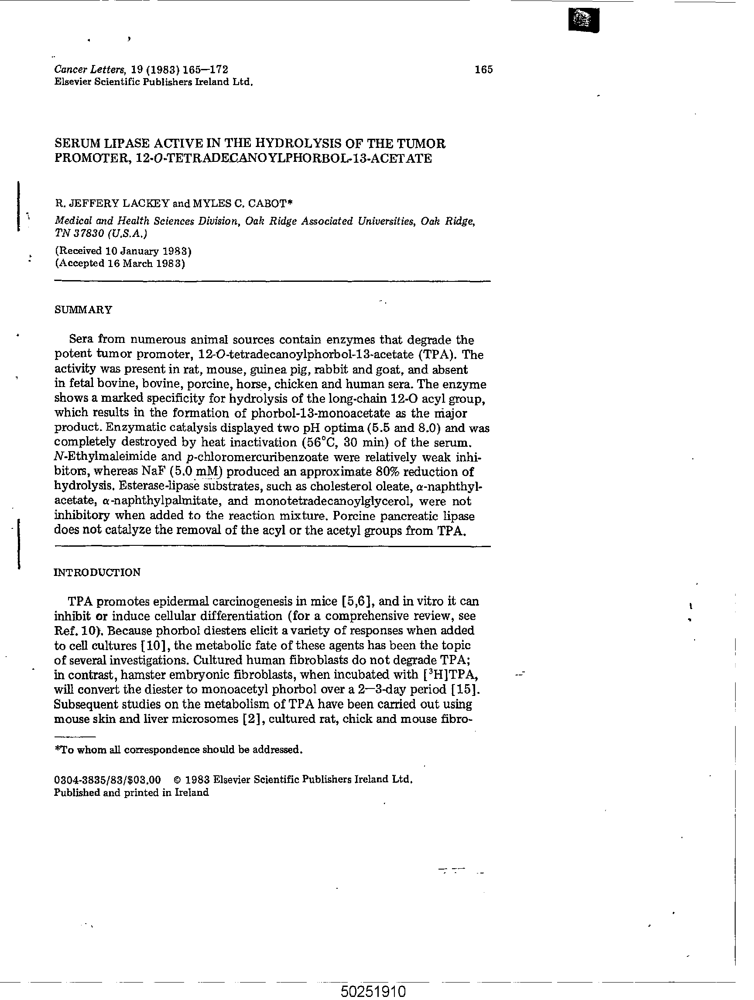 Cancer Letters, 19 (1983) 165—172
165
Elsevier Scientific Publishers Ireland Ltd.
SERUM LIPASE ACTIVE IN THE HYDROLYSIS OF THE TUMOR
PROMOTER, 12-O-TETRADECANOYLPHORBOL-13-ACETATE
R. JEFFERY LACKEY and MYLES C. CABOT*
Medical and Health Sciences Division, Oak Ridge Associated Universities, Oak Ridge,
TN 37830 (U.S.A.)
(Received 10 January 1983)
(Accepted 16 March 1983)
SUMMARY
Sera from numerous animal sources contain enzymes that degrade the
potent tumor promoter, 12-O-tetradecanoylphorbol-13-acetate (TPA). The
activity was present in rat, mouse, guinea pig, rabbit and goat, and absent
in fetal bovine, bovine, porcine, horse, chicken and human sera. The enzyme
shows a marked specificity for hydrolysis of the long-chain 12-O acyl group,
which results in the formation of phorbol-13-monoacetate as the major
product. Enzymatic catalysis displayed two pH optima (5.5 and 8.0) and was
completely destroyed by heat inactivation (56°C, 30 min) of the serum.
N-Ethylmaleimide and p-chloromercuribenzoate were relatively weak inhi-
bitors, whereas NaF (5.0 mM) produced an approximate 80% reduction of
hydrolysis. Esterase-lipase substrates, such as cholesterol oleate, α-naphthyl-
acetate, α-naphthylpalmitate, and monotetradecanoylglycerol, were not
inhibitory when added to the reaction mixture. Porcine pancreatic lipase
does not catalyze the removal of the acyl or the acetyl groups from TPA.
INTRODUCTION
TPA promotes epidermal carcinogenesis in mice [5,6], and in vitro it can
inhibit or induce cellular differentiation (for a comprehensive review, see
Ref. 10). Because phorbol diesters elicit a variety of responses when added
to cell cultures [10], the metabolic fate of these agents has been the topic
of several investigations. Cultured human fibroblasts do not degrade TPA;
in contrast, hamster embryonic fibroblasts, when incubated with [³H]TPA,
will convert the diester to monoacetyl phorbol over a 2—3-day period [15].
Subsequent studies on the metabolism of TPA have been carried out using
mouse skin and liver microsomes [2], cultured rat, chick and mouse fibro-
*To whom all correspondence should be addressed.
0304-3835/83/$03.00 © 1983 Elsevier Scientific Publishers Ireland Ltd.
Published and printed in Ireland
50251910